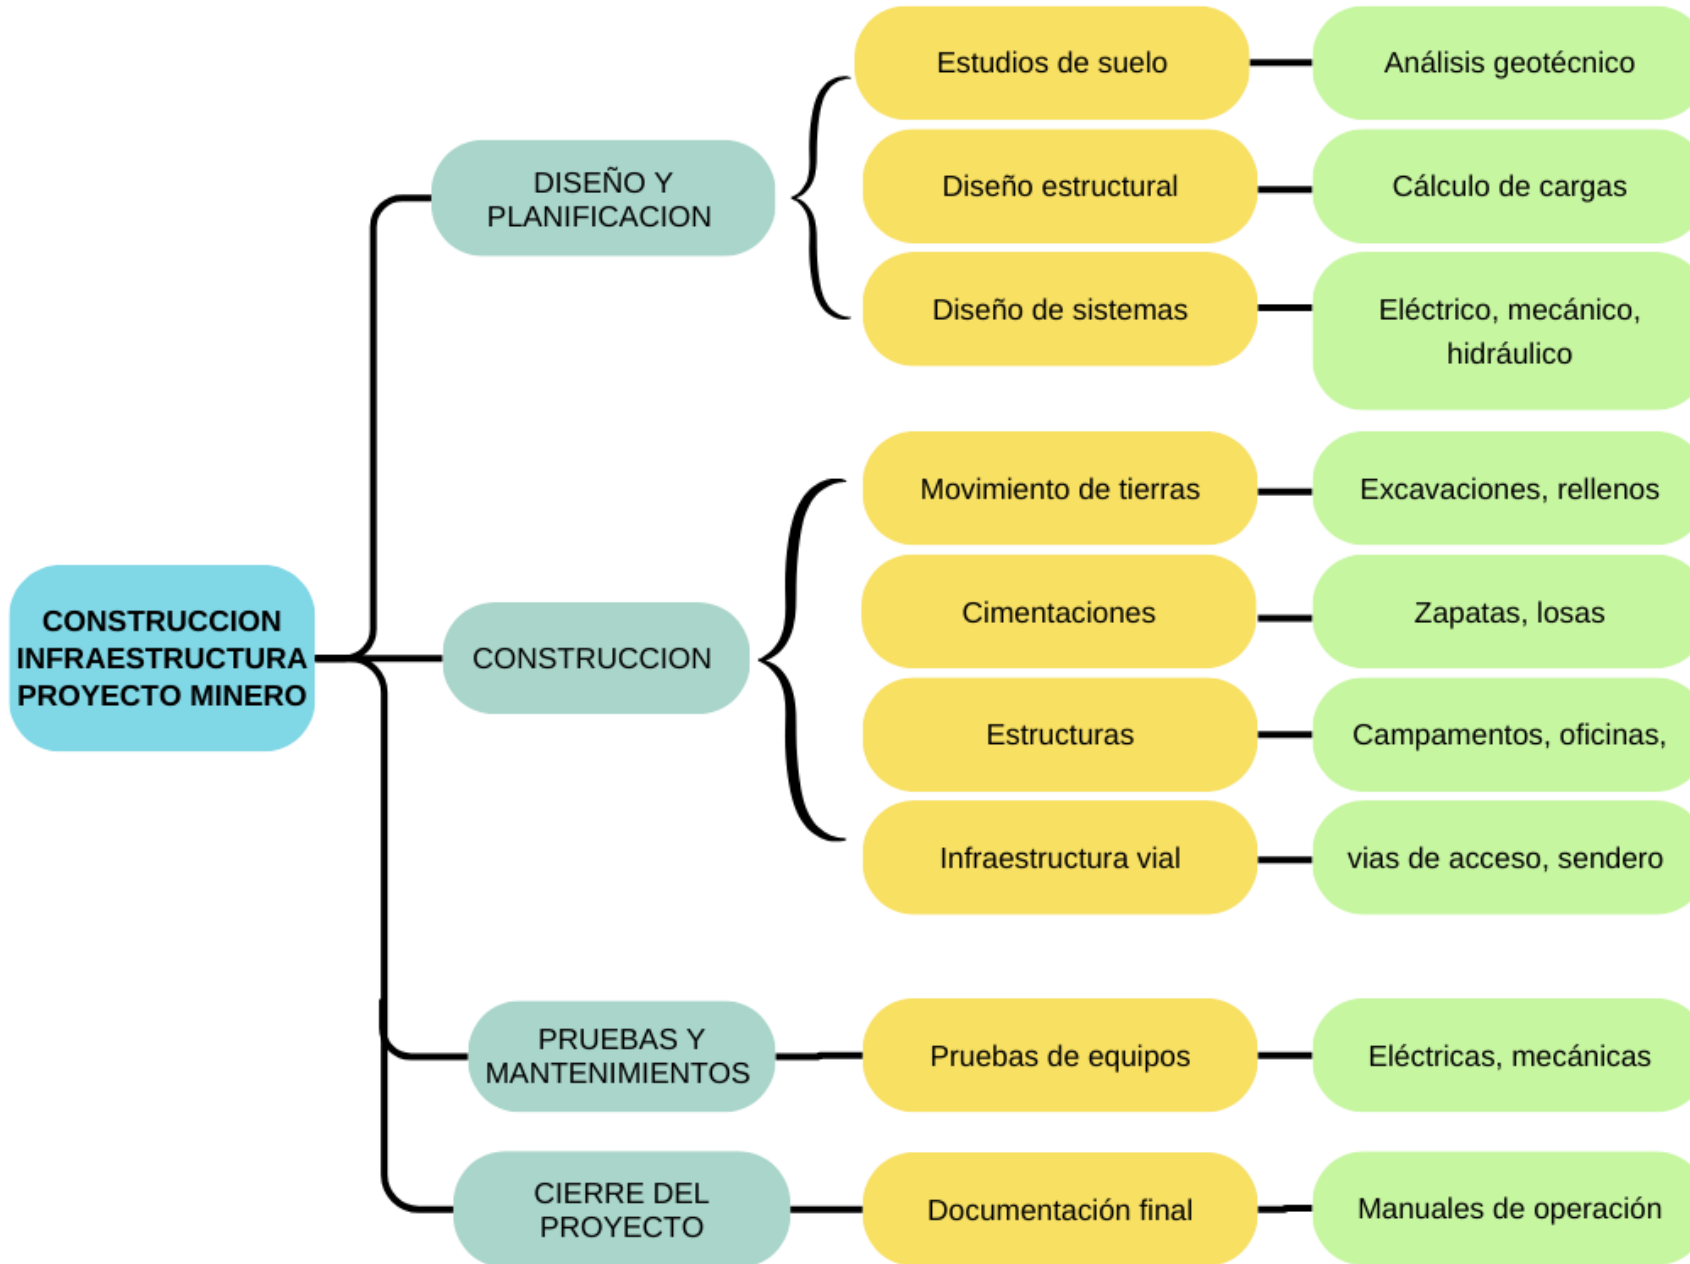 CONSTRUCCION
INFRAESTRUCTURA
PROYECTO MINERO
DISEÑO Y
PLANIFICACION
Estudios de suelo
Análisis geotécnico
Diseño estructural
Cálculo de cargas
Diseño de sistemas
Eléctrico, mecánico,
hidráulico
CONSTRUCCION
Movimiento de tierras
Excavaciones, rellenos
Cimentaciones
Zapatas, losas
Estructuras
Campamentos, oficinas,
Infraestructura vial
vias de acceso, sendero
PRUEBAS Y
MANTENIMIENTOS
Pruebas de equipos
Eléctricas, mecánicas
CIERRE DEL
PROYECTO
Documentación final
Manuales de operación